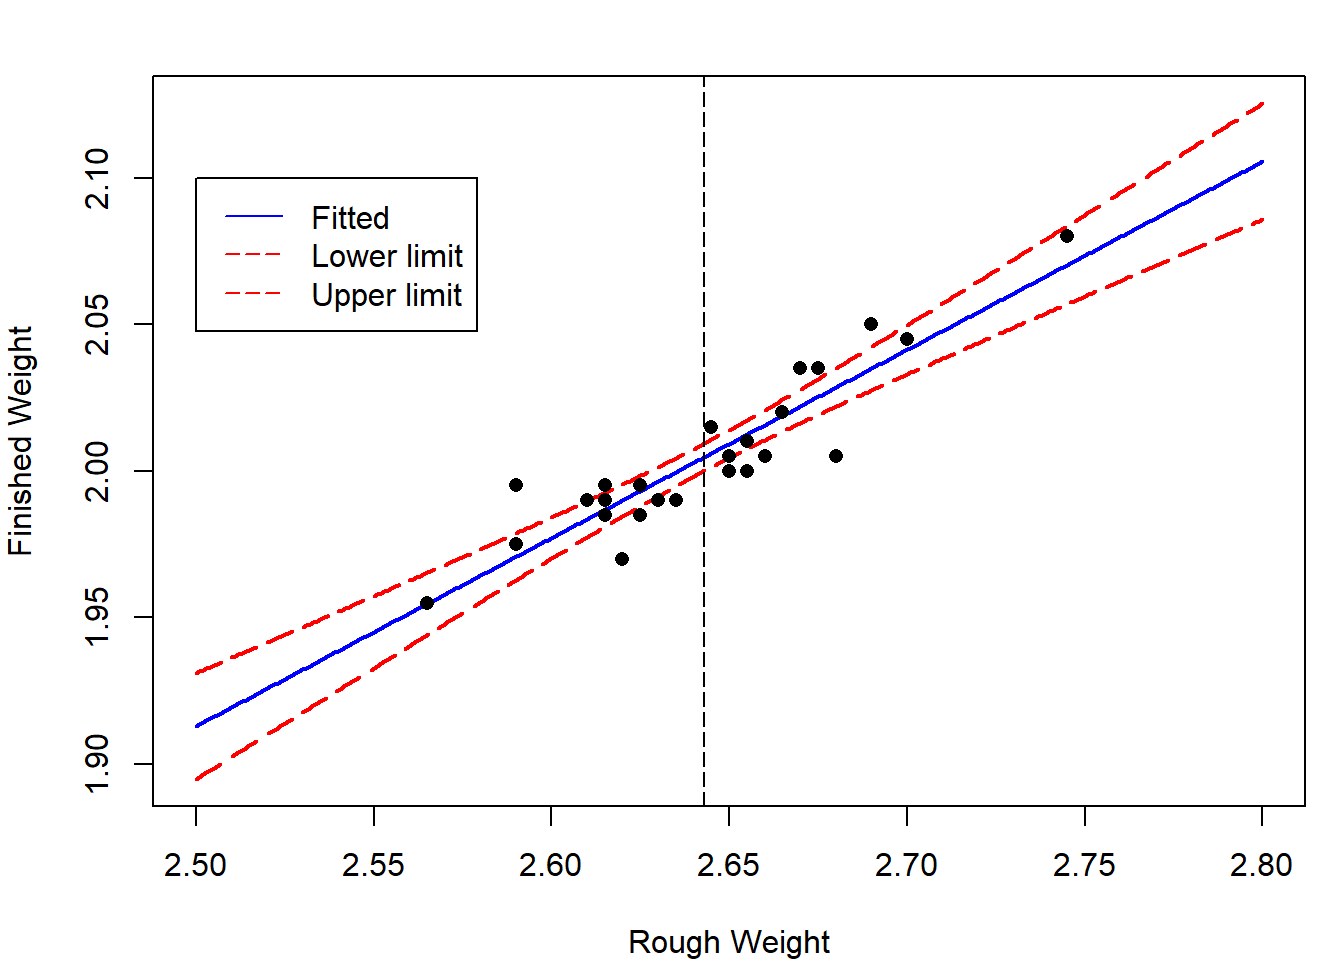 Fitted
Lower limit
Upper limit
Finished Weight
2.10
2.05
2.00
1.95
1.90
2.50 2.55 2.60 2.65 2.70 2.75 2.80
Rough Weight